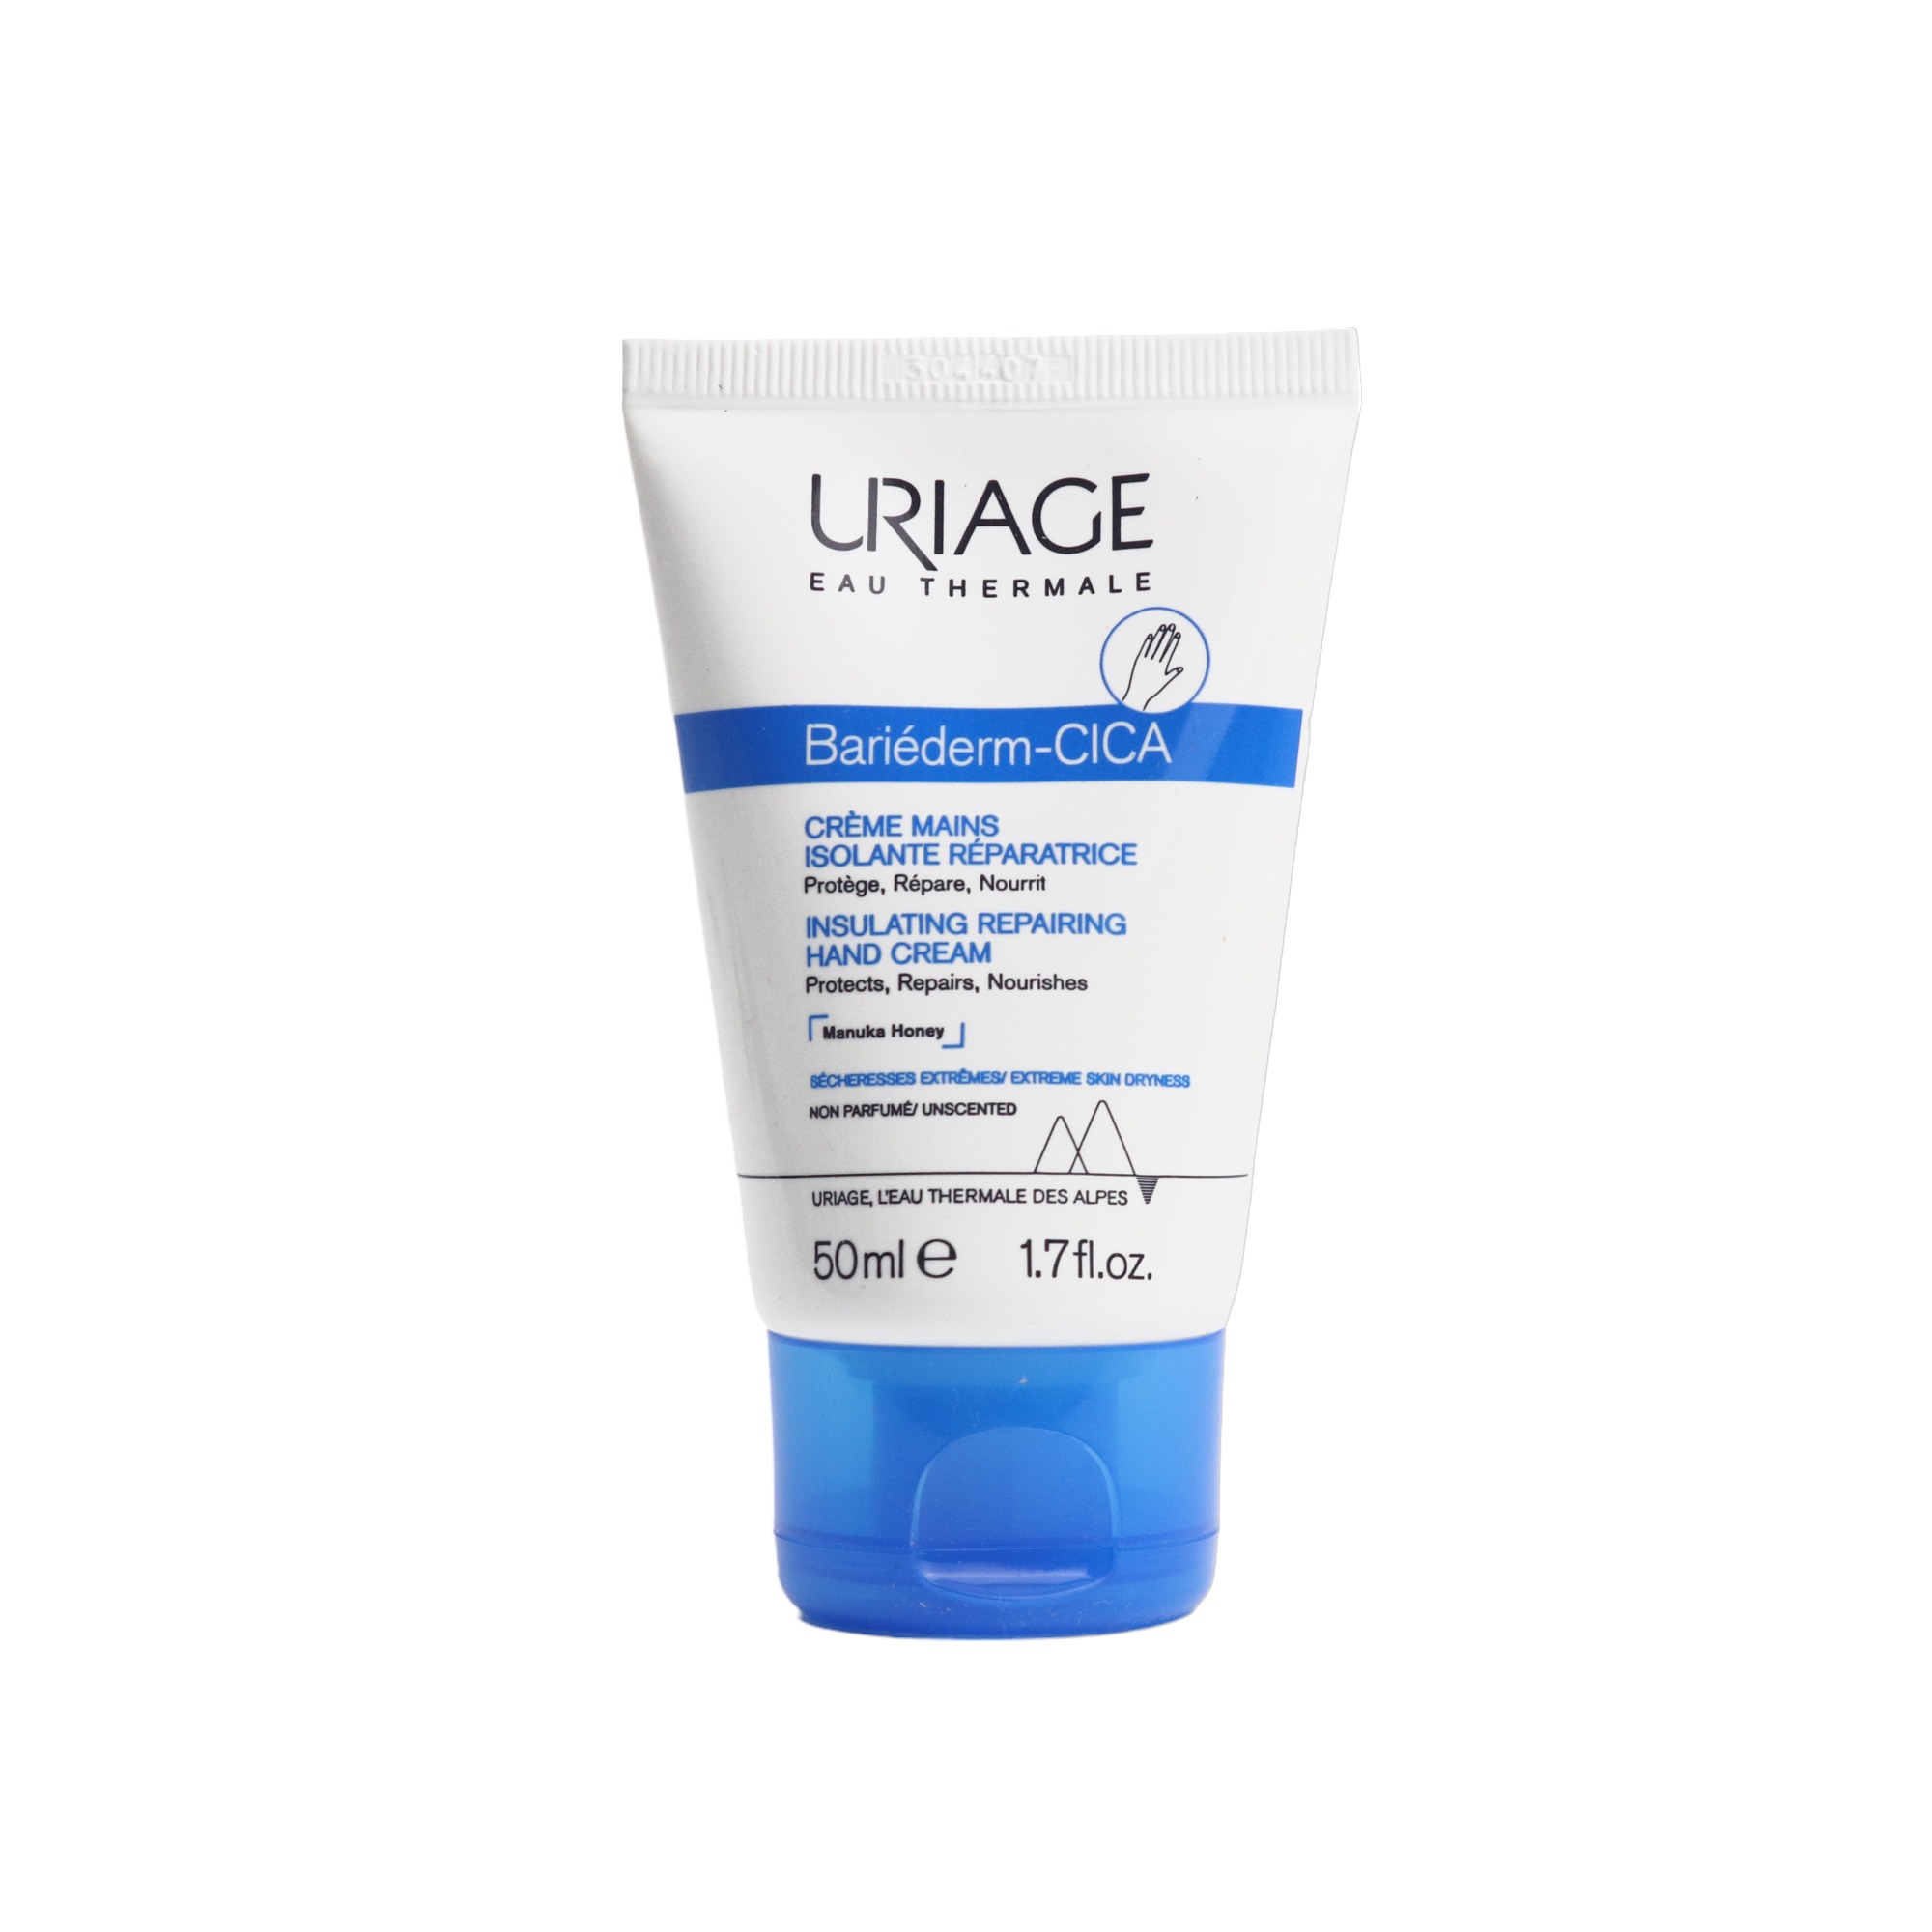 304407
URIAGE
EAU THERMALE
Bariéderm-CICA
CRÈME MAINS
ISOLANTE RÉPARATRICE
Protège, Répare, Nourrit
INSULATING REPAIRING
HAND CREAM
Protects, Repairs, Nourishes
Manuka Honey
SÉCHERESSES EXTRÊMES/ EXTREME SKIN DRYNESS
NON PARFUMÉ/ UNSCENTED
URIAGE, L'EAU THERMALE DES ALPES
50ml e 1.7fl.oz.